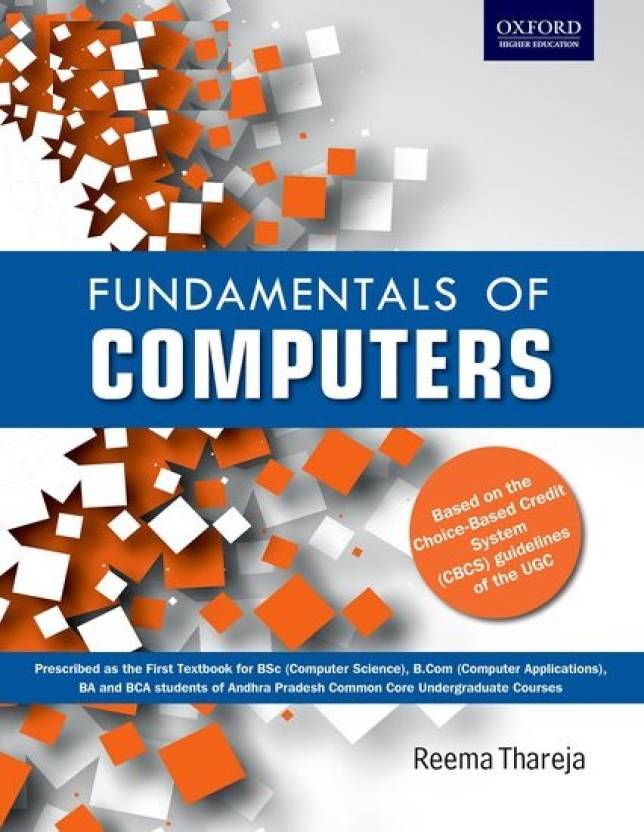 OXFORD
HIGHER EDUCATION
FUNDAMENTALS OF
COMPUTERS
Based on the
Choice-Based Credit
System
(CBCS) guidelines
of the UGC
Prescribed as the First Textbook for BSc (Computer Science), B.Com (Computer Applications),
BA and BCA students of Andhra Pradesh Common Core Undergraduate Courses
Reema Thareja